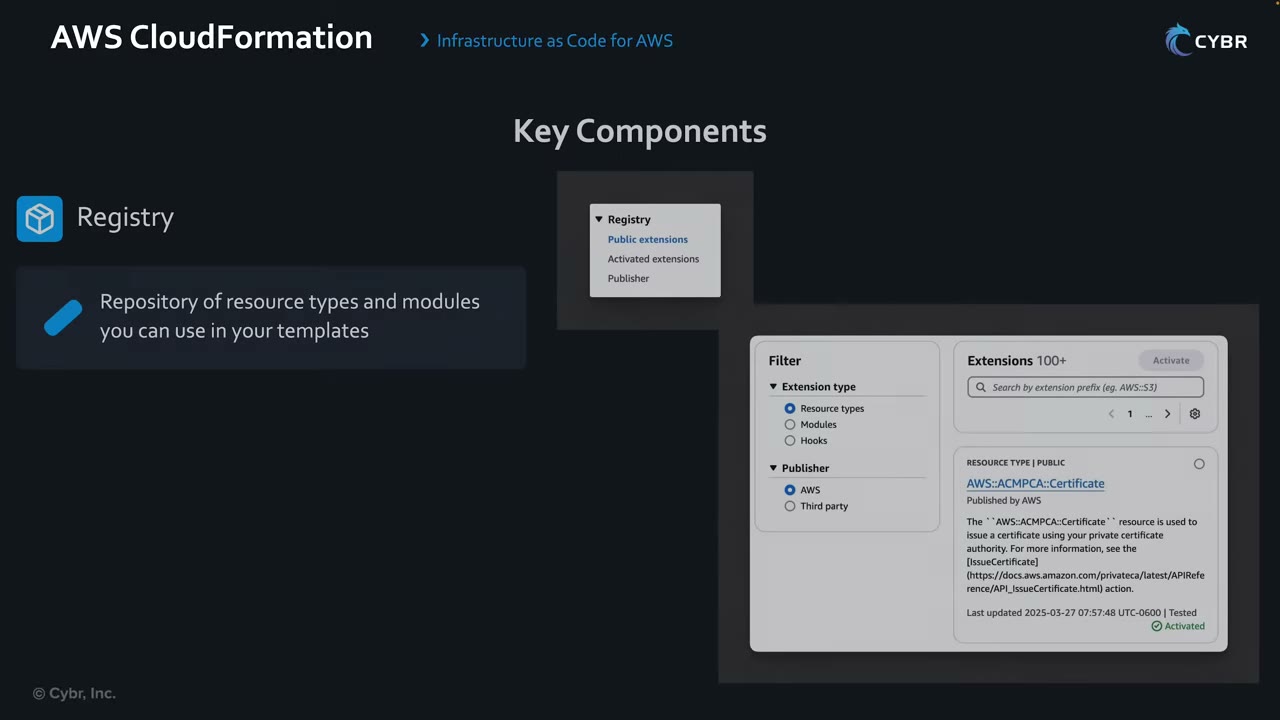 AWS CloudFormation
❯ Infrastructure as Code for AWS
CYBR
Key Components
Registry
Repository of resource types and modules
you can use in your templates
▼ Registry
Public extensions
Activated extensions
Publisher
Filter
▼ Extension type
Resource types
Modules
Hooks
▼ Publisher
AWS
Third party
Extensions 100+
Activate
Search by extension prefix (eg. AWS::S3)
1 ...
RESOURCE TYPE | PUBLIC
AWS::ACMPCA::Certificate
Published by AWS
The ``AWS::ACMPCA::Certificate`` resource is used to
issue a certificate using your private certificate
authority. For more information, see the
[IssueCertificate]
(https://docs.aws.amazon.com/privateca/latest/APIRefe
rence/API_IssueCertificate.html) action.
Last updated 2025-03-27 07:57:48 UTC-0600 | Tested
Activated
© Cybr, Inc.